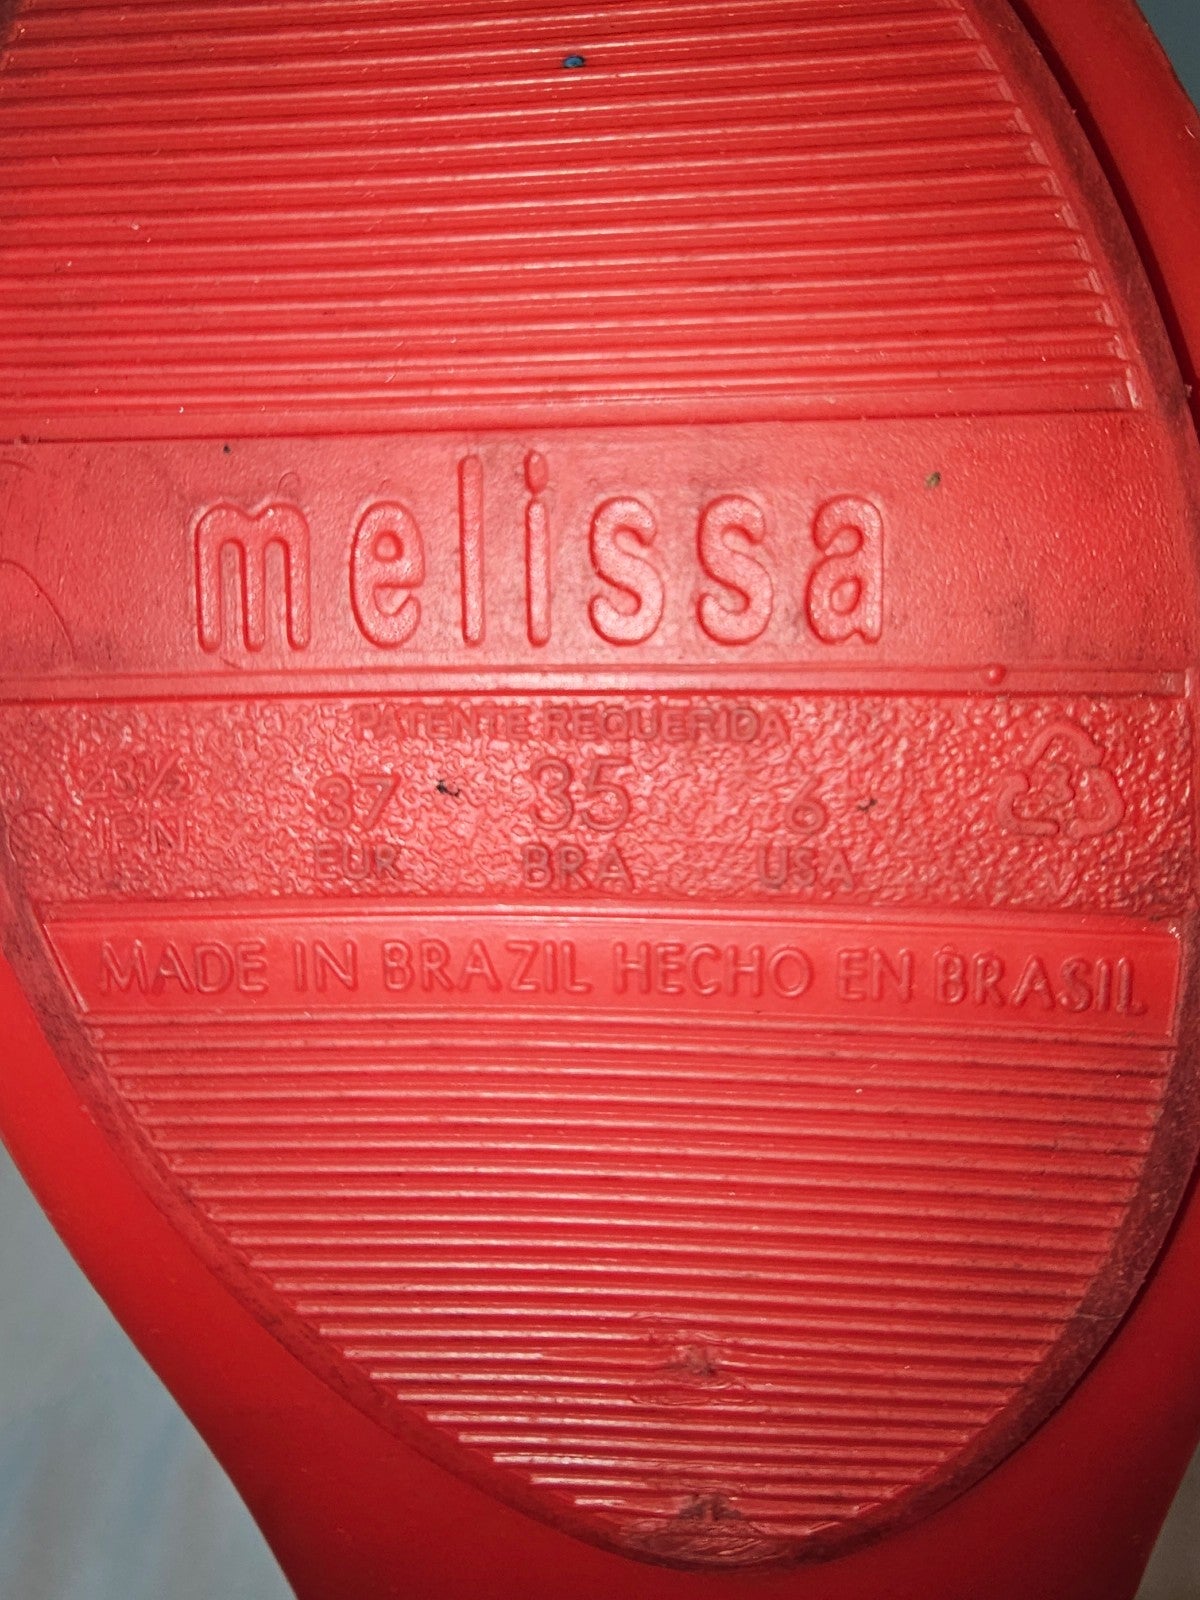 melissa
PATENTE REQUERIDA
23½ 37 35 6
JPN EUR BRA USA
MADE IN BRAZIL HECHO EN BRASIL